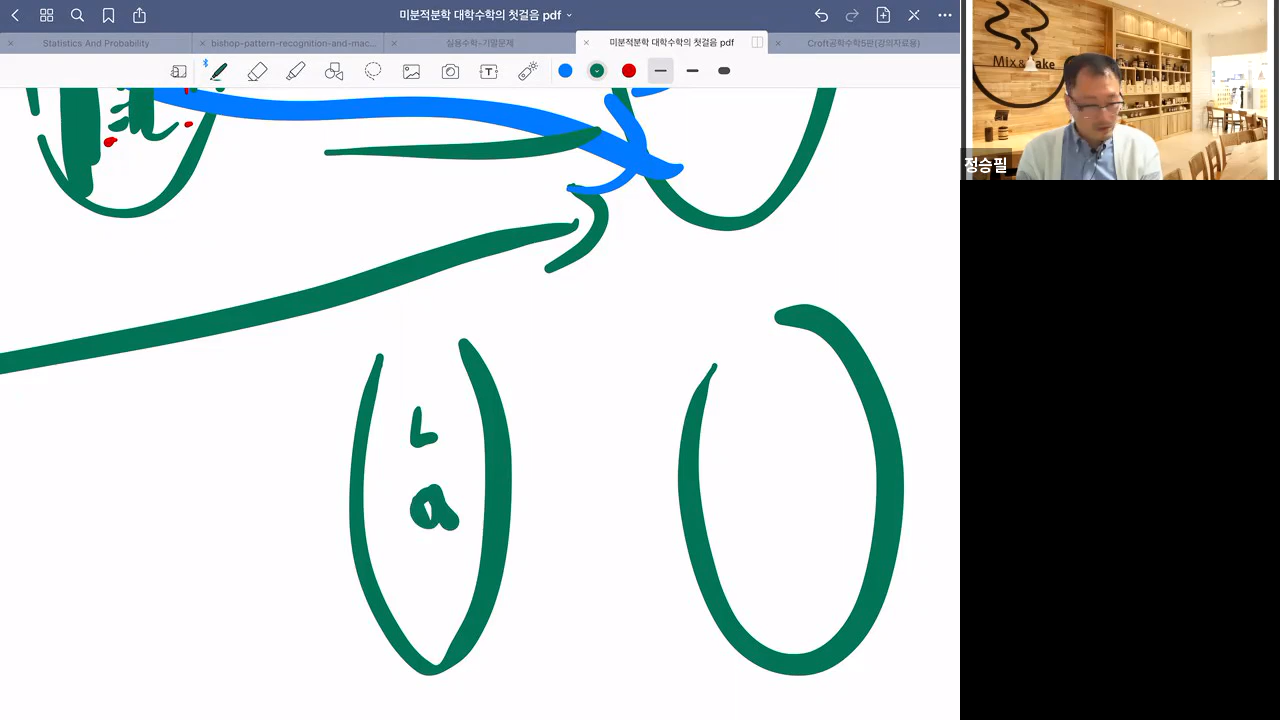 미분적분학 대학수학의 첫걸음 pdf
Statistics And Probability
bishop-pattern-recognition-and-mac...
실용수학-기말문제
미분적분학 대학수학의 첫걸음 pdf
Croft공학수학5판(강의자료용)
T
Mix&
ake
정승필
ㄴ
a